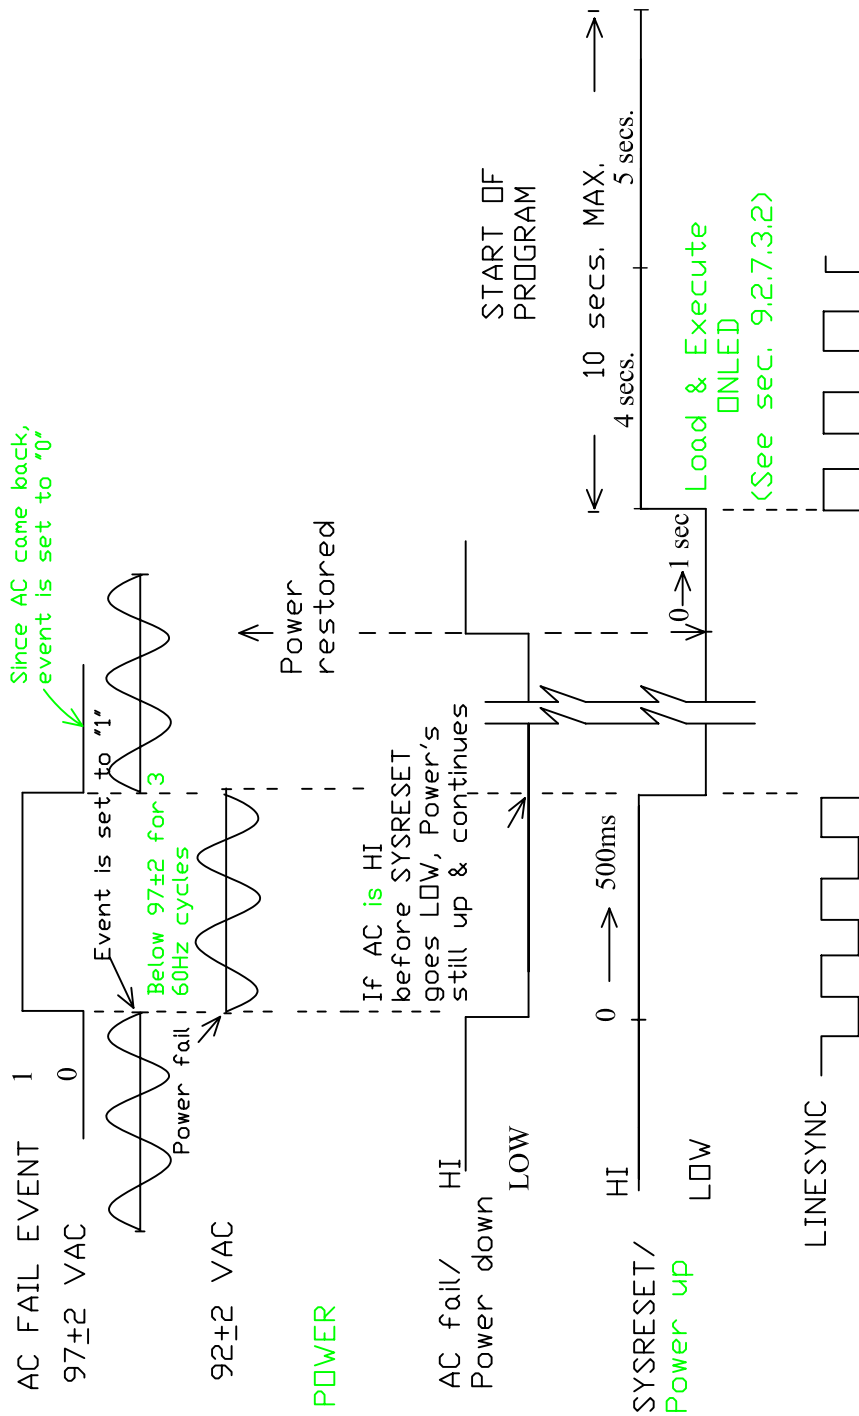 AC FAIL EVENT
1
0
97±2 VAC
Since AC came back,
event is set to "0"
Event is set to "1"
Below 97±2 for 3
60Hz cycles
Power fail
92±2 VAC
POWER
Power
restored
If AC is HI
before SYSRESET
goes LOW, Power's
still up & continues
AC fail/
Power down
HI
LOW
START OF
PROGRAM
10 secs. MAX.
4 secs.
5 secs.
0 → 500ms
0→1 sec
SYSRESET/
Power up
HI
LOW
Load & Execute
ONLED
(See sec. 9.2.7.3.2)
LINESYNC